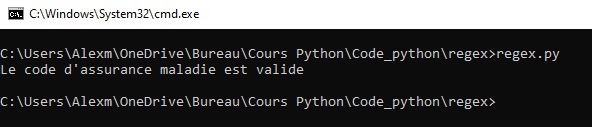 C:\Windows\System32\cmd.exe
C:\Users\Alexm\OneDrive\Bureau\Cours Python\Code_python\regex>regex.py
Le code d'assurance maladie est valide
C:\Users\Alexm\OneDrive\Bureau\Cours Python\Code_python\regex>